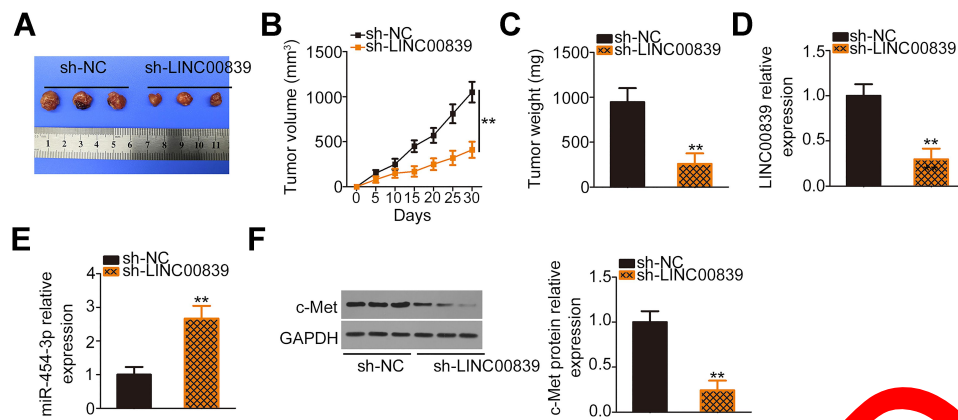 A
sh-NC
sh-LINC00839
1 2 3 4 5 6 7 8 9 10 11
B
sh-NC
sh-LINC00839
Tumor volume (mm³)
1500
1000
500
0
**
0 5 10 15 20 25 30
Days
C
sh-NC
sh-LINC00839
Tumor weight (mg)
1500
1000
500
0
**
D
sh-NC
sh-LINC00839
LINC00839 relative
expression
1.5
1.0
0.5
0.0
**
E
sh-NC
sh-LINC00839
miR-454-3p relative
expression
4
3
2
1
0
**
F
c-Met
GAPDH
sh-NC
sh-LINC00839
sh-NC
sh-LINC00839
c-Met protein relative
expression
1.5
1.0
0.5
0.0
**